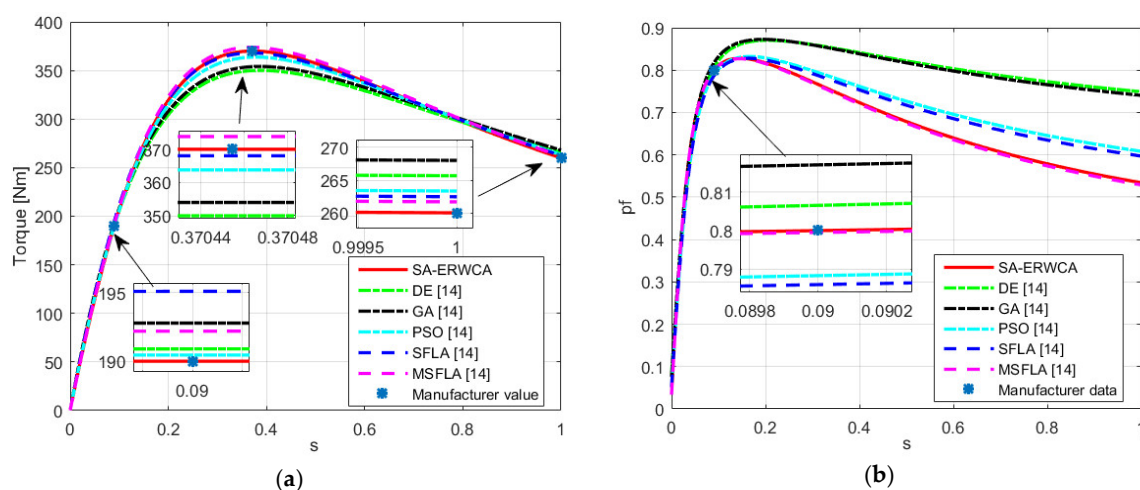 400
350
300
250
200
150
100
50
0
Torque [Nm]
0
0.2
0.4
0.6
0.8
1
s
370
360
350
0.37044
0.37048
270
265
260
0.9995
1
195
190
0.09
SA-ERWCA
DE [14]
GA [14]
PSO [14]
SFLA [14]
MSFLA [14]
Manufacturer value
(a)
0.9
0.8
0.7
0.6
0.5
0.4
0.3
0.2
0.1
0
pf
0
0.2
0.4
0.6
0.8
1
s
0.81
0.8
0.79
0.0898
0.09
0.0902
SA-ERWCA
DE [14]
GA [14]
PSO [14]
SFLA [14]
MSFLA [14]
Manufacturer data
(b)